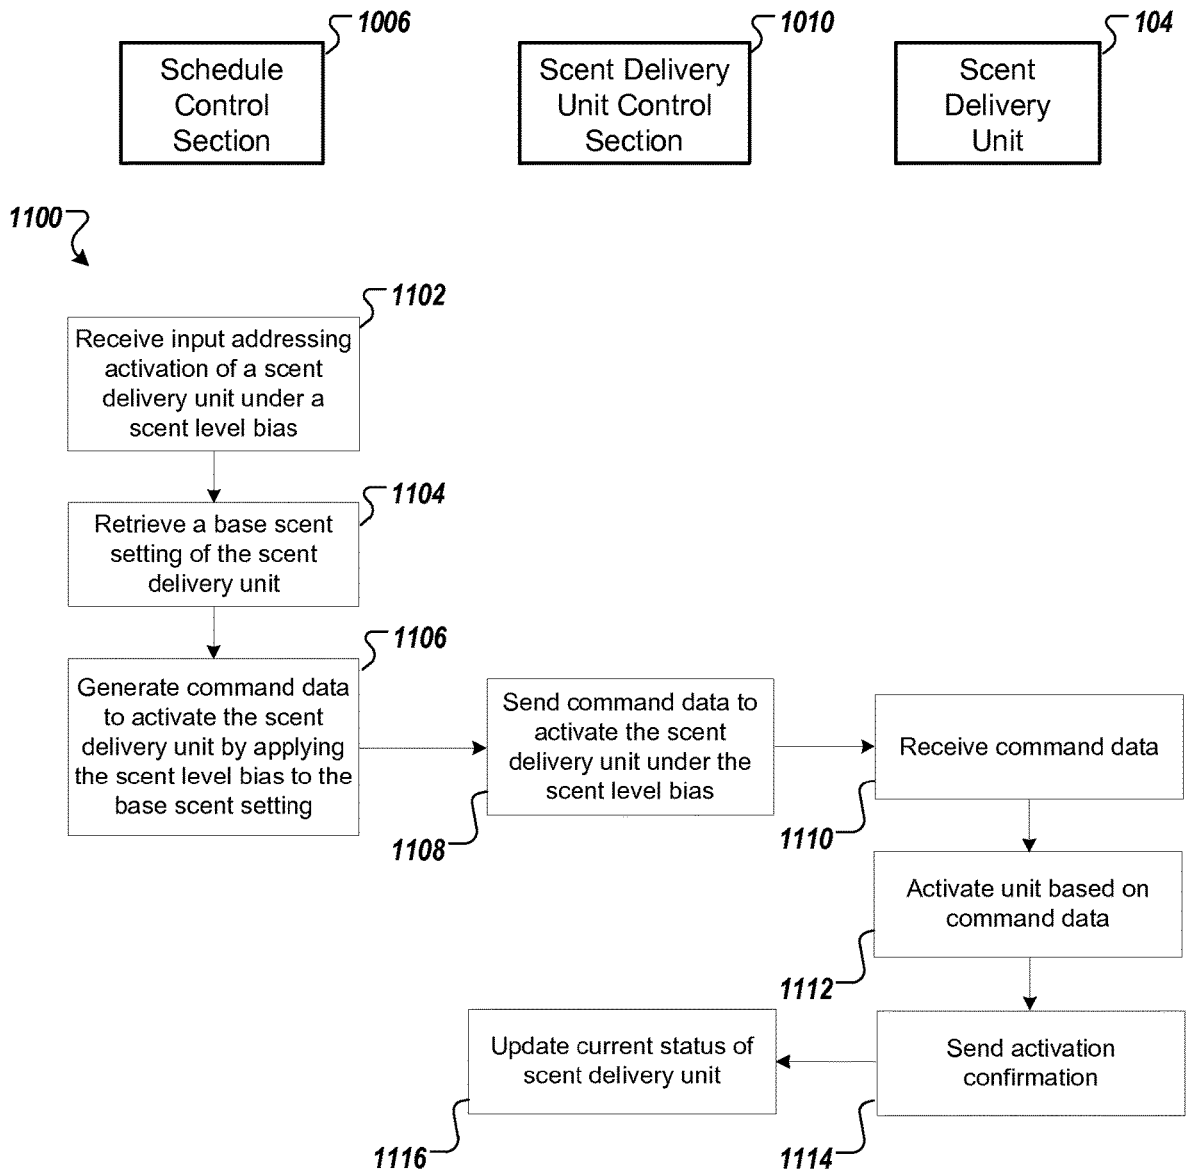 1006
1010
104
Schedule
Control
Section
Scent Delivery
Unit Control
Section
Scent
Delivery
Unit
1100
1102
Receive input addressing
activation of a scent
delivery unit under a
scent level bias
1104
Retrieve a base scent
setting of the scent
delivery unit
1106
Generate command data
to activate the scent
delivery unit by applying
the scent level bias to the
base scent setting
Send command data to
activate the scent
delivery unit under the
scent level bias
1108
Receive command data
1110
Activate unit based on
command data
1112
Send activation
confirmation
1114
Update current status of
scent delivery unit
1116